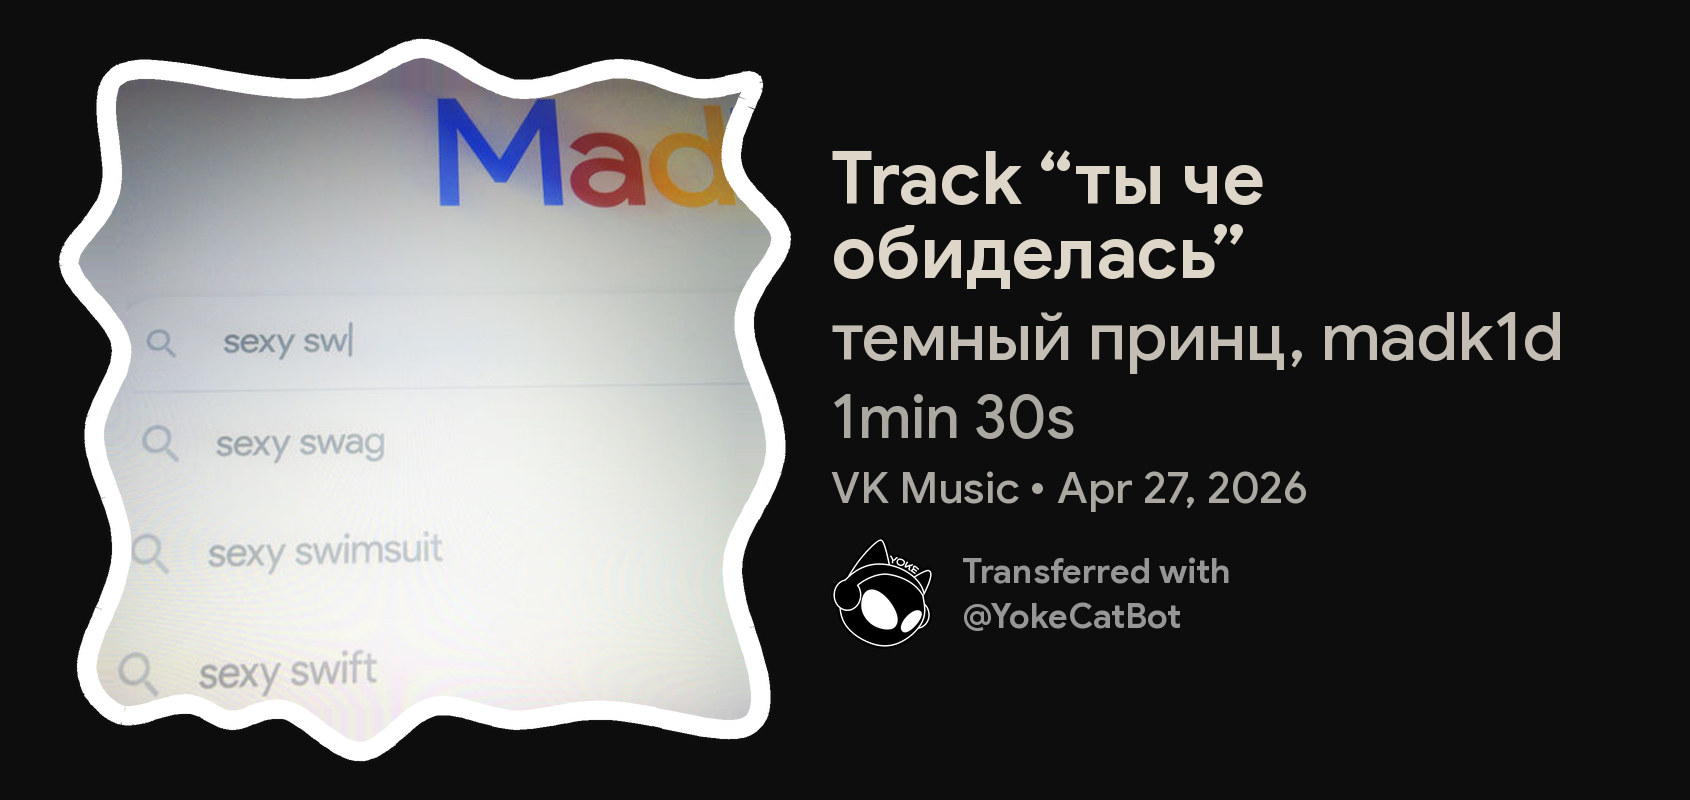 Mad
sexy sw
sexy swag
sexy swimsuit
sexy swift
Track “ты че
обиделась”
темный принц, madk1d
1min 30s
VK Music • Apr 27, 2026
YOKE
Transferred with
@YokeCatBot